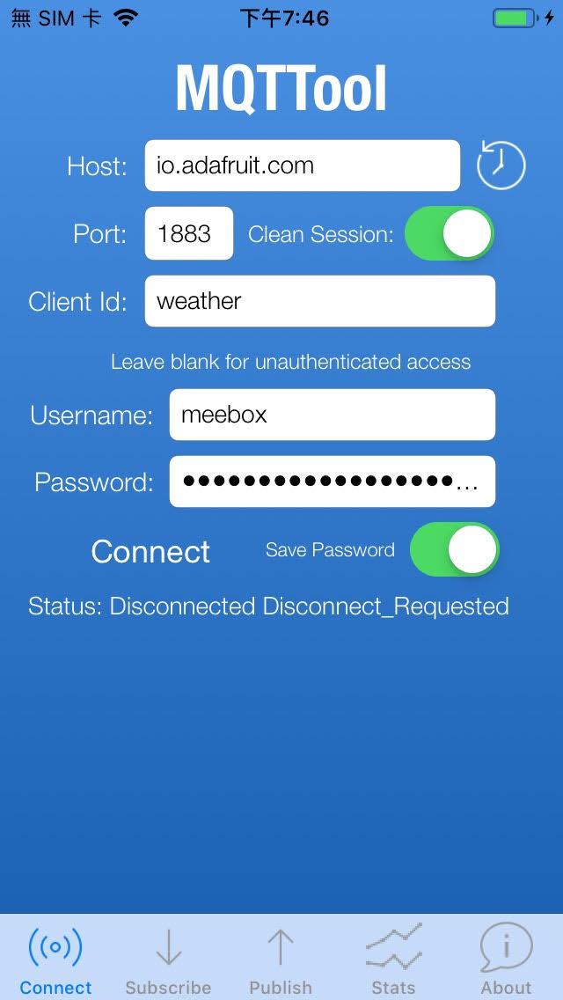 無 SIM 卡 下午7:46
MQTTool
Host: io.adafruit.com
Port: 1883 Clean Session:
Client Id: weather
Leave blank for unauthenticated access
Username: meebox
Password: ●●●●●●●●●●●●●●●●●●...
Connect Save Password
Status: Disconnected Disconnect_Requested
Connect Subscribe Publish Stats About